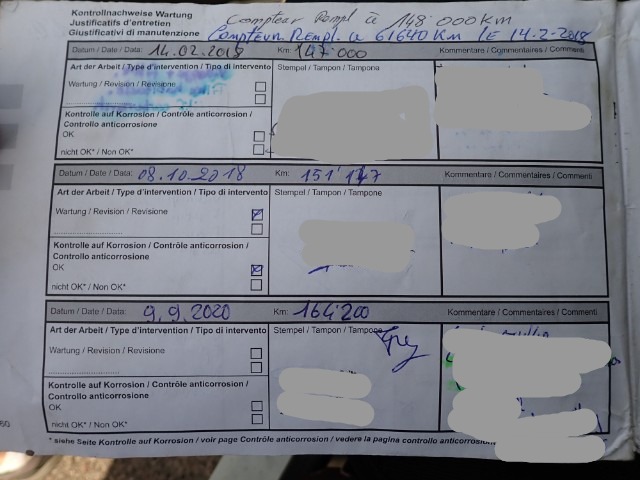 Kontrollnachweise Wartung
Justificatifs d'entretien
Giustificativi di manutenzione
Compteur Rempl à 148'000KM
Compteur REMPL. a 61640 KM LE 14-2-2018
Datum / Date / Data: 14.02.2018 Km: 147'000 Kommentare / Commentaires / Commenti
Art der Arbeit / Type d'intervention / Tipo di intervento
Stempel / Tampon / Tampone
Wartung / Revision / Revisione
Kontrolle auf Korrosion / Contrôle anticorrosion /
Controllo anticorrosione
OK
nicht OK* / Non OK*
Datum / Date / Data: 08.10.2018 Km: 151'147 Kommentare / Commentaires / Commenti
Art der Arbeit / Type d'intervention / Tipo di intervento
Stempel / Tampon / Tampone
Wartung / Revision / Revisione
Kontrolle auf Korrosion / Contrôle anticorrosion /
Controllo anticorrosione
OK
nicht OK* / Non OK*
Datum / Date / Data: 9.9.2020 Km: 164'200 Kommentare / Commentaires / Commenti
Art der Arbeit / Type d'intervention / Tipo di intervento
Stempel / Tampon / Tampone
Wartung / Revision / Revisione
Kontrolle auf Korrosion / Contrôle anticorrosion /
Controllo anticorrosione
OK
nicht OK* / Non OK*
60
* siehe Seite Kontrolle auf Korrosion / voir page Contrôle anticorrosion / vedere la pagina controllo